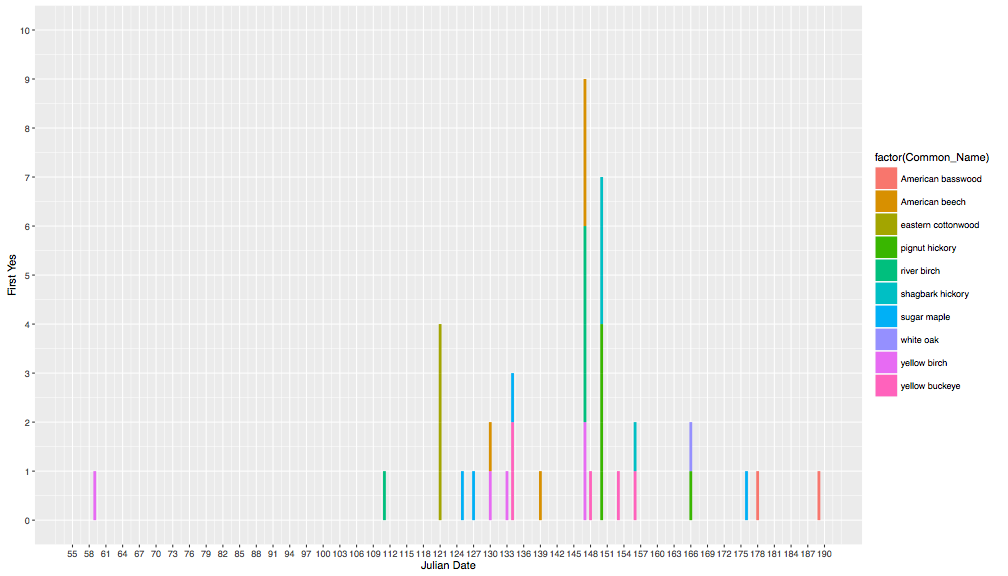 10
9
8
7
6
5
4
3
2
1
0
First Yes
55 58 61 64 67 70 73 76 79 82 85 88 91 94 97 100 103 106 109 112 115 118 121 124 127 130 133 136 139 142 145 148 151 154 157 160 163 166 169 172 175 178 181 184 187 190
Julian Date
factor(Common_Name)
American basswood
American beech
eastern cottonwood
pignut hickory
river birch
shagbark hickory
sugar maple
white oak
yellow birch
yellow buckeye